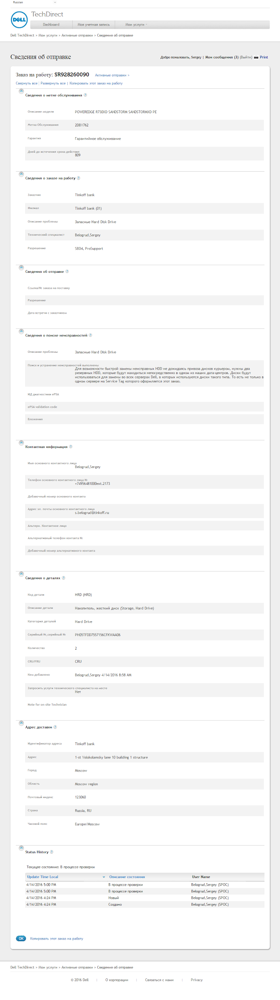 Russian
DELL
TechDirect
Dashboard Моя учетная запись Мои услуги
Dell TechDirect > Мои услуги > Активные отправки > Сведения об отправке
Сведения об отправке
Добро пожаловать, Sergey | Мои сообщения (3) (Выйти) Print
Заказ на работу: SR928260090 Активные отправки >
Свернуть все | Развернуть все | Копировать этот заказ на работу
Сведения о метке обслуживания ?
Описание модели POWEREDGE R730XD SANDSTORM SANDSTORMXD PE
Метка Обслуживания 2DBV762
Гарантия Гарантийное обслуживание
Дней до истечения срока действия
809
Сведения о заказе на работу ?
Заказчик Tinkoff bank
Филиал Tinkoff bank (01)
Описание проблемы Запасные Hard Disk Drive
Технический специалист Belogrud,Sergey
Разрешение SBD4, ProSupport
Сведения об отправке ?
Ссылка/№ заказа на поставку
Разрешение
Дата встречи с заказчиком
Сведения о поиске неисправностей ?
Описание проблемы Запасные Hard Disk Drive
Поиск и устранение неисправностей выполнены
Для возможности быстрой замены неисправных HDD не дожидаясь привоза дисков курьером, нужны два
резервных HDD, которые будут находиться непосредственно в одном из наших дата-центров. Диски будут
использоваться для замены во всех серверах Dell, в которых используются диски такого типа. То есть не только в
одном сервере на Service Tag которого оформляется этот заказ.
ИД диагностики ePSA
ePSA validation code
Вложения
Контактная информация ?
Имя основного контактного лица
Belogrud,Sergey
Телефон основного контактного лица №
+74956481000ext.2173
Добавочный номер основного контакта
Адрес эл. почты основного контактного лица
s.belogrud@tinkoff.ru
Альтерн. Контактное лицо
Альтернативный телефон контакта №
Добавочный номер альтернативного контакта
Сведения о деталях ?
Код детали HRD (HRD)
Описание детали Накопитель, жесткий диск (Storage, Hard Drive)
Категория деталей Hard Drive
Серийный №,серийный № PH05TFDD7557156CFKWAA06
Количество 2
CRU/FRU CRU
Кем добавлено Belogrud,Sergey 4/14/2016 8:58 AM
Запросить услуги технического специалиста на месте
Нет
Note for on-site Technician
Адрес доставки ?
Идентификатор адреса Tinkoff bank
Адрес 1-st Volokolamsky lane 10 building 1 structure
Город Moscow
Область Moscow region
Почтовый индекс 123060
Страна Russia, RU
Часовой пояс Europe/Moscow
Status History ?
Текущее состояние: В процессе проверки
Update Time Local Описание состояния User Name
4/14/2016 5:00 PM В процессе проверки Belogrud,Sergey (SPOC)
4/14/2016 5:00 PM В процессе проверки Belogrud,Sergey (SPOC)
4/14/2016 4:24 PM Новый Belogrud,Sergey (SPOC)
4/14/2016 4:24 PM Создано Belogrud,Sergey (SPOC)
OK Копировать этот заказ на работу
Dell TechDirect > Мои услуги > Активные отправки > Сведения об отправке
© 2016 Dell | О корпорации | Связаться с нами | Privacy